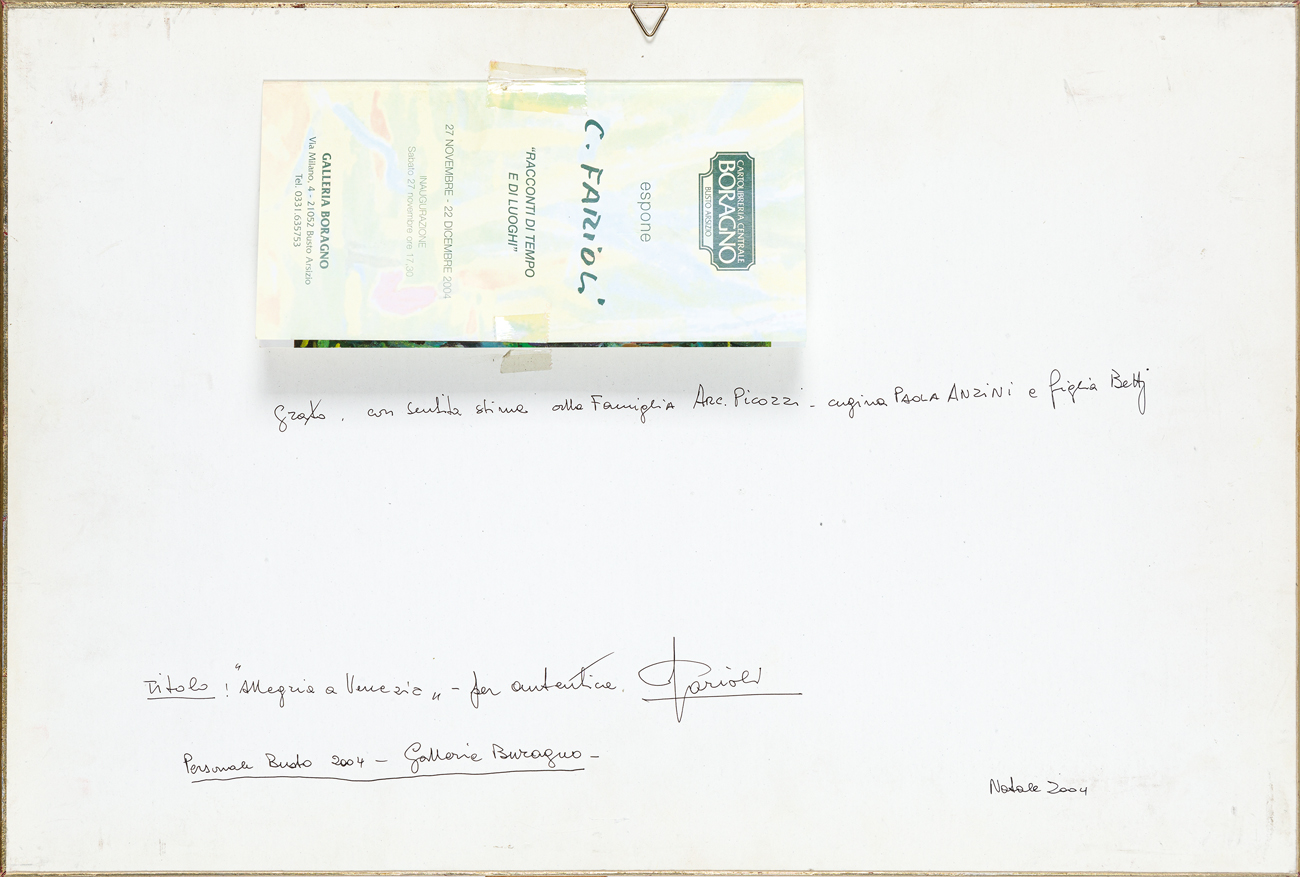 CARTOLIBRERIA CENTRALE
BORAGNO
BUSTO ARSIZIO
espone
C. FARIOLI
"RACCONTI DI TEMPO
E DI LUOGHI"
27 NOVEMBRE - 22 DICEMBRE 2004
INAUGURAZIONE
Sabato 27 novembre ore 17,30
GALLERIA BORAGNO
Via Milano, 4 - 21052 Busto Arsizio
Tel. 0331.635753
Grato, con sentita stima alla Famiglia Arc. Picozzi - cugina PAOLA ANZINI e figlia Betty
Titolo: "Allegria a Venezia" - per autentica. Farioli
Personale Busto 2004 - Galleria Buragno -
Natale 2004